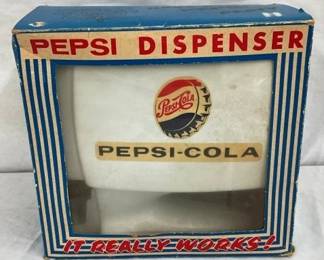 PEPSI DISPENSER
PEPSI-COLA
PEPSI-COLA
IT REALLY WORKS!